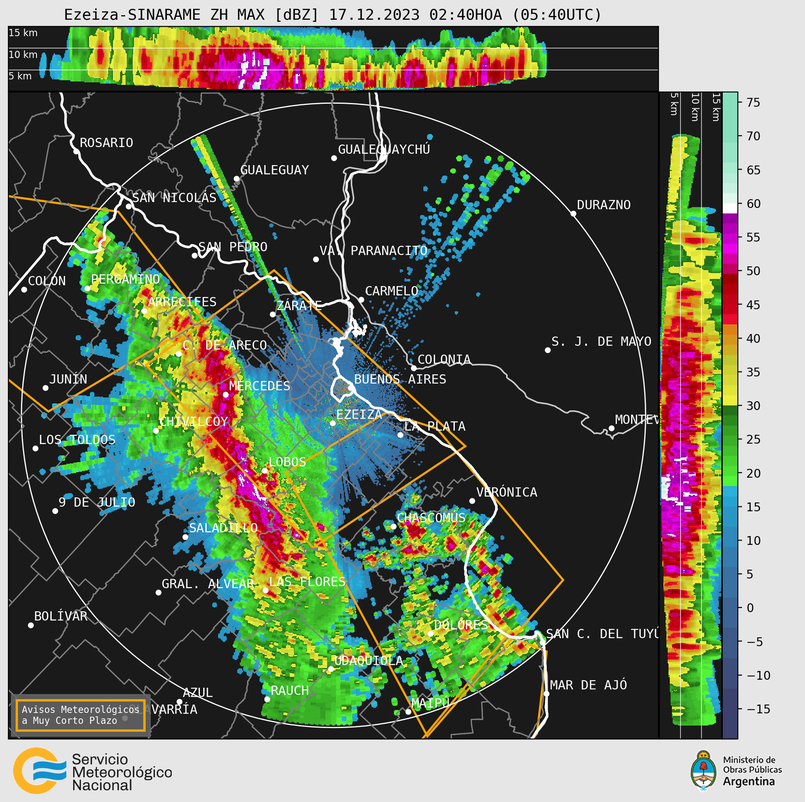 Ezeiza-SINARAME ZH MAX [dBZ] 17.12.2023 02:40HOA (05:40UTC)
15 km
10 km
5 km
5 km
10 km
15 km
ROSARIO
GUALEGUAYCHÚ
GUALEGUAY
SAN NICOLÁS
DURAZNO
SAN PEDRO
VA. PARANACITO
COLÓN
PERGAMINO
CARMELO
ARRECIFES
ZÁRATE
C. DE ARECO
S. J. DE MAYO
COLONIA
JUNÍN
MERCEDES
BUENOS AIRES
CHIVILCOY
EZEIZA
MONTEV
LA PLATA
LOS TOLDOS
LOBOS
9 DE JULIO
VERÓNICA
SALADILLO
CHASCOMÚS
GRAL. ALVEAR
LAS FLORES
BOLÍVAR
DOLORES
SAN C. DEL TUYÚ
UDAQUIOLA
AZUL
RAUCH
MAR DE AJÓ
VARRÍA
MAIPÚ
Avisos Meteorológicos
a Muy Corto Plazo
75
70
65
60
55
50
45
40
35
30
25
20
15
10
5
0
−5
−10
−15
Servicio
Meteorológico
Nacional
Ministerio de
Obras Públicas
Argentina